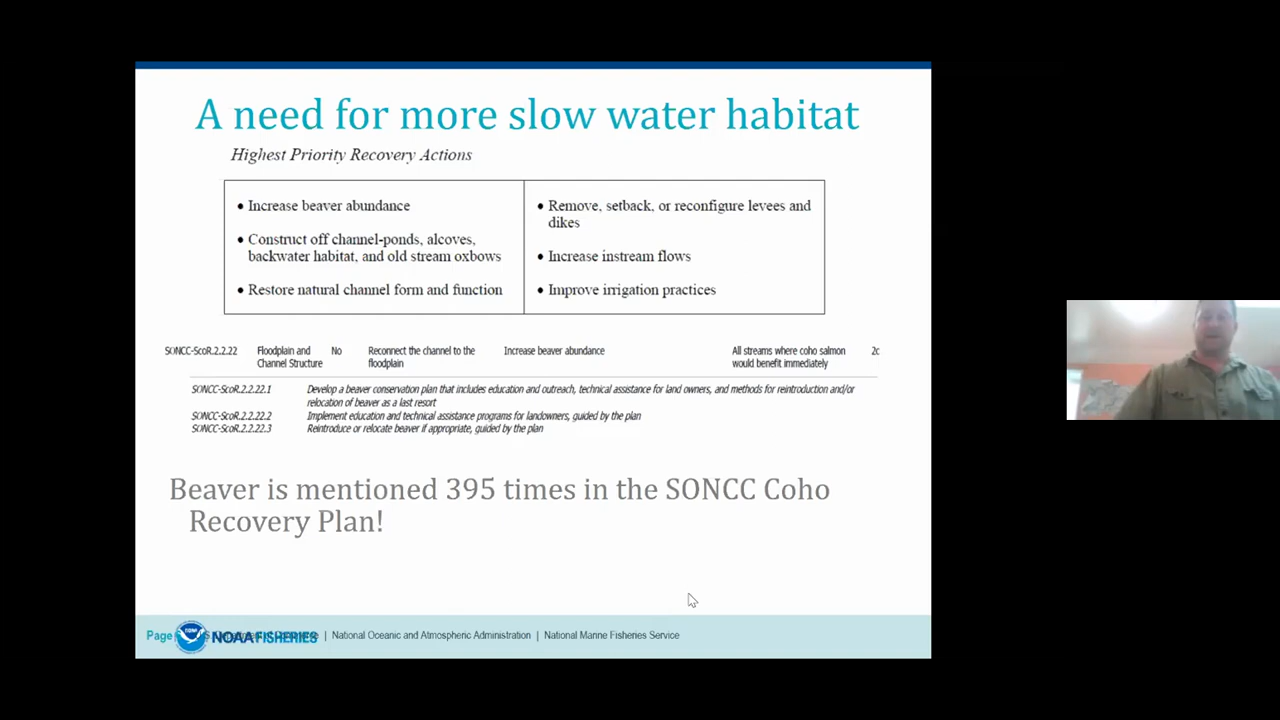 A need for more slow water habitat
Highest Priority Recovery Actions
• Increase beaver abundance
• Construct off channel-ponds, alcoves,
backwater habitat, and old stream oxbows
• Restore natural channel form and function
• Remove, setback, or reconfigure levees and
dikes
• Increase instream flows
• Improve irrigation practices
SONCC-ScoR.2.2.22 Floodplain and No Reconnect the channel to the Increase beaver abundance All streams where coho salmon 2c
Channel Structure floodplain would benefit immediately
SONCC-ScoR.2.2.22.1 Develop a beaver conservation plan that includes education and outreach, technical assistance for land owners, and methods for reintroduction and/or
relocation of beaver as a last resort
SONCC-ScoR.2.2.22.2 Implement education and technical assistance programs for landowners, guided by the plan
SONCC-ScoR.2.2.22.3 Reintroduce or relocate beaver if appropriate, guided by the plan
Beaver is mentioned 395 times in the SONCC Coho
Recovery Plan!
Page NOAA FISHERIES | National Oceanic and Atmospheric Administration | National Marine Fisheries Service